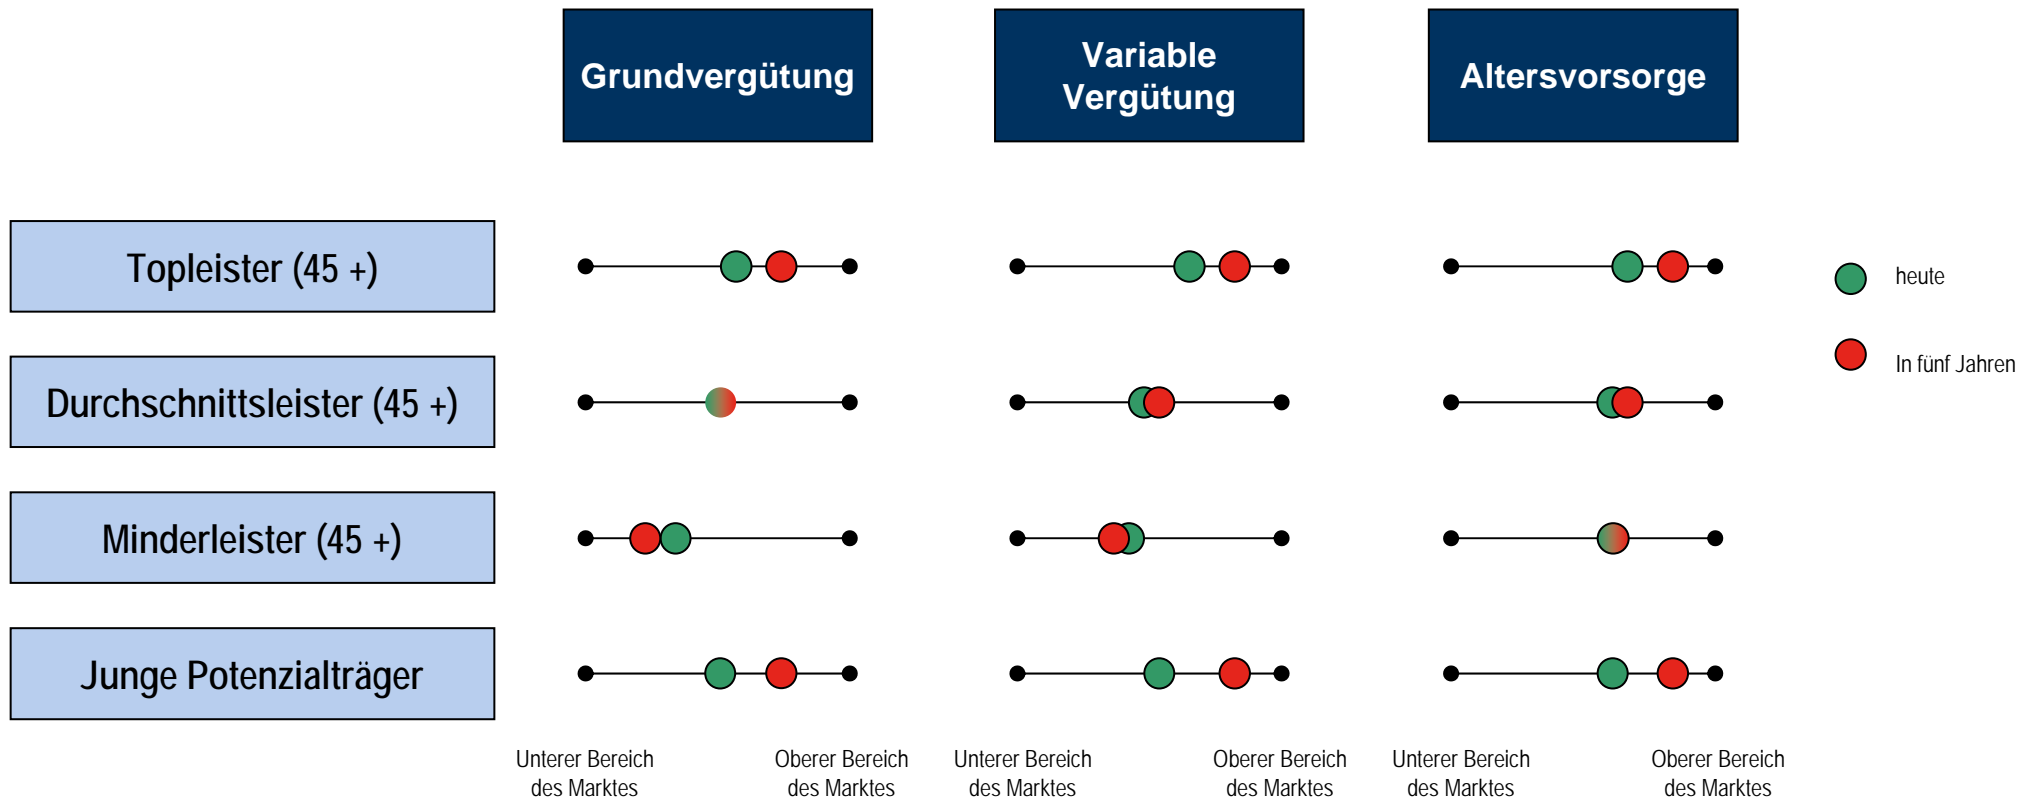 Grundvergütung
Variable
Vergütung
Altersvorsorge
Topleister (45 +)
heute
In fünf Jahren
Durchschnittsleister (45 +)
Minderleister (45 +)
Junge Potenzialträger
Unterer Bereich
des Marktes
Oberer Bereich
des Marktes
Unterer Bereich
des Marktes
Oberer Bereich
des Marktes
Unterer Bereich
des Marktes
Oberer Bereich
des Marktes